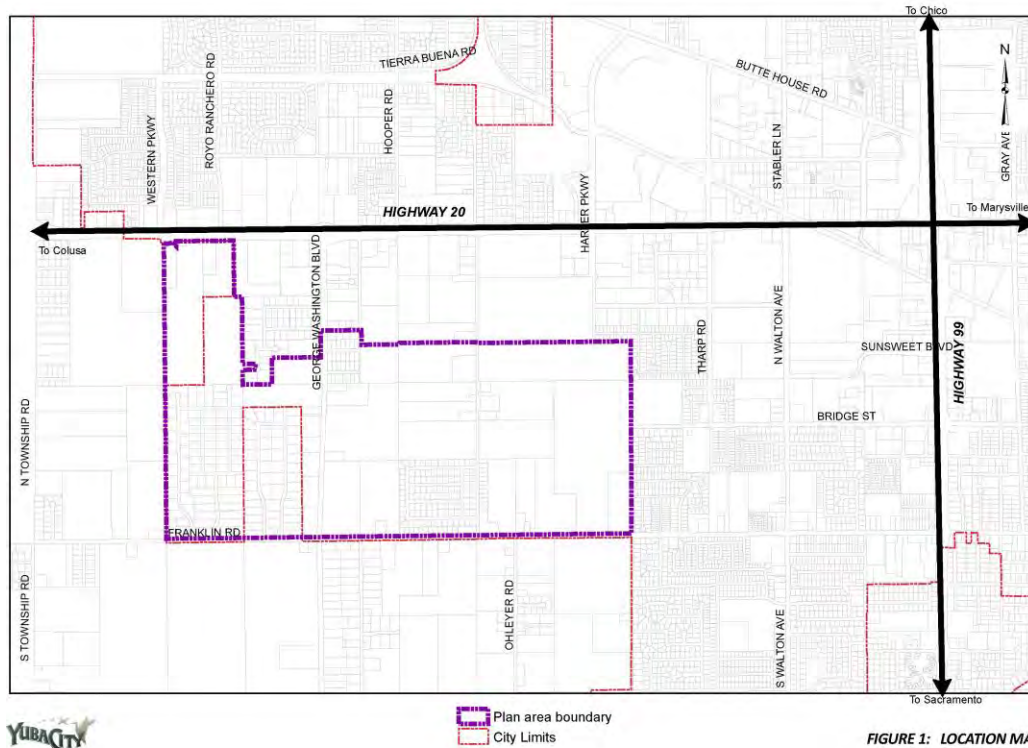 To Chico
N
TIERRA BUENA RD
BUTTE HOUSE RD
ROYO RANCHERO RD
HOOPER RD
WESTERN PKWY
STABLER LN
GRAY AVE
HIGHWAY 20
To Marysville
To Colusa
HARTER PKWY
GEORGE WASHINGTON BLVD
N WALTON AVE
THARP RD
SUNSWEET BLVD
HIGHWAY 99
BRIDGE ST
N TOWNSHIP RD
FRANKLIN RD
S TOWNSHIP RD
OHLEYER RD
S WALTON AVE
To Sacramento
YUBA CITY
Plan area boundary
City Limits
FIGURE 1: LOCATION MA